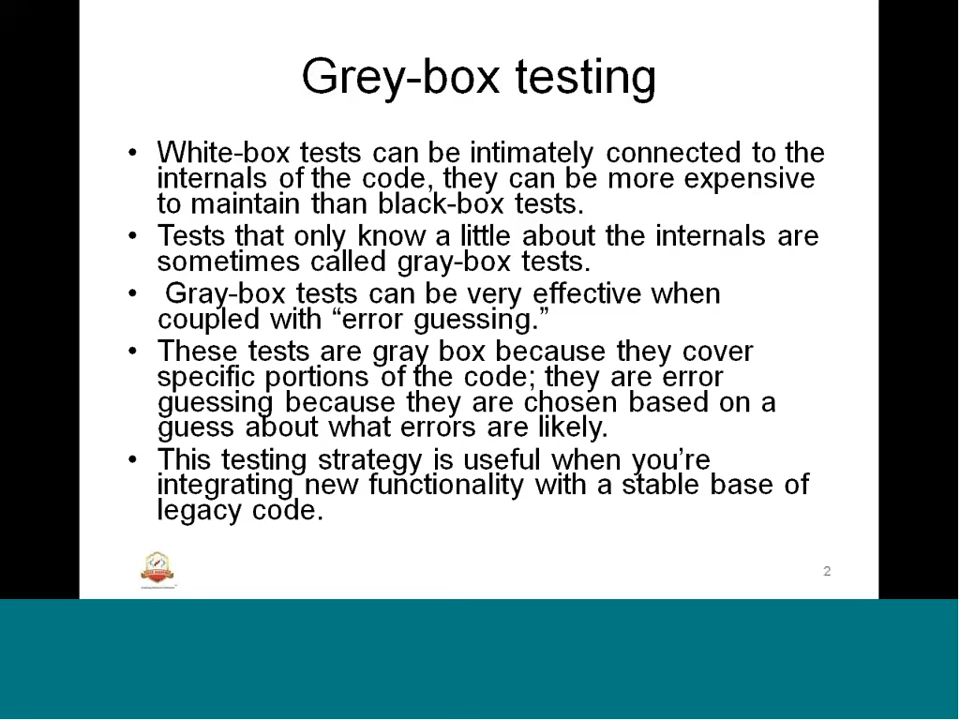 Grey-box testing
• White-box tests can be intimately connected to the
internals of the code, they can be more expensive
to maintain than black-box tests.
• Tests that only know a little about the internals are
sometimes called gray-box tests.
• Gray-box tests can be very effective when
coupled with “error guessing.”
• These tests are gray box because they cover
specific portions of the code; they are error
guessing because they are chosen based on a
guess about what errors are likely.
• This testing strategy is useful when you’re
integrating new functionality with a stable base of
legacy code.
2